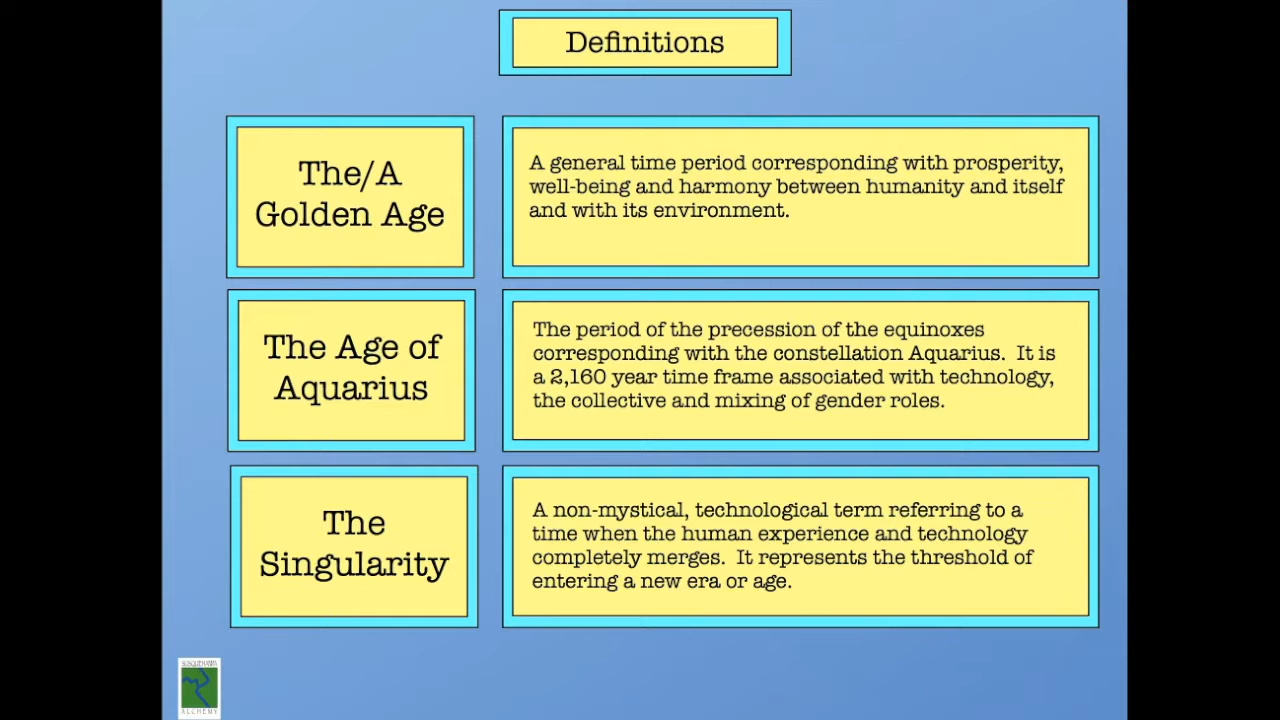 Definitions
The/A
Golden Age
A general time period corresponding with prosperity,
well-being and harmony between humanity and itself
and with its environment.
The Age of
Aquarius
The period of the precession of the equinoxes
corresponding with the constellation Aquarius.  It is
a 2,160 year time frame associated with technology,
the collective and mixing of gender roles.
The
Singularity
A non-mystical, technological term referring to a
time when the human experience and technology
completely merges.  It represents the threshold of
entering a new era or age.
SUSQUEHANNA
ALCHEMY